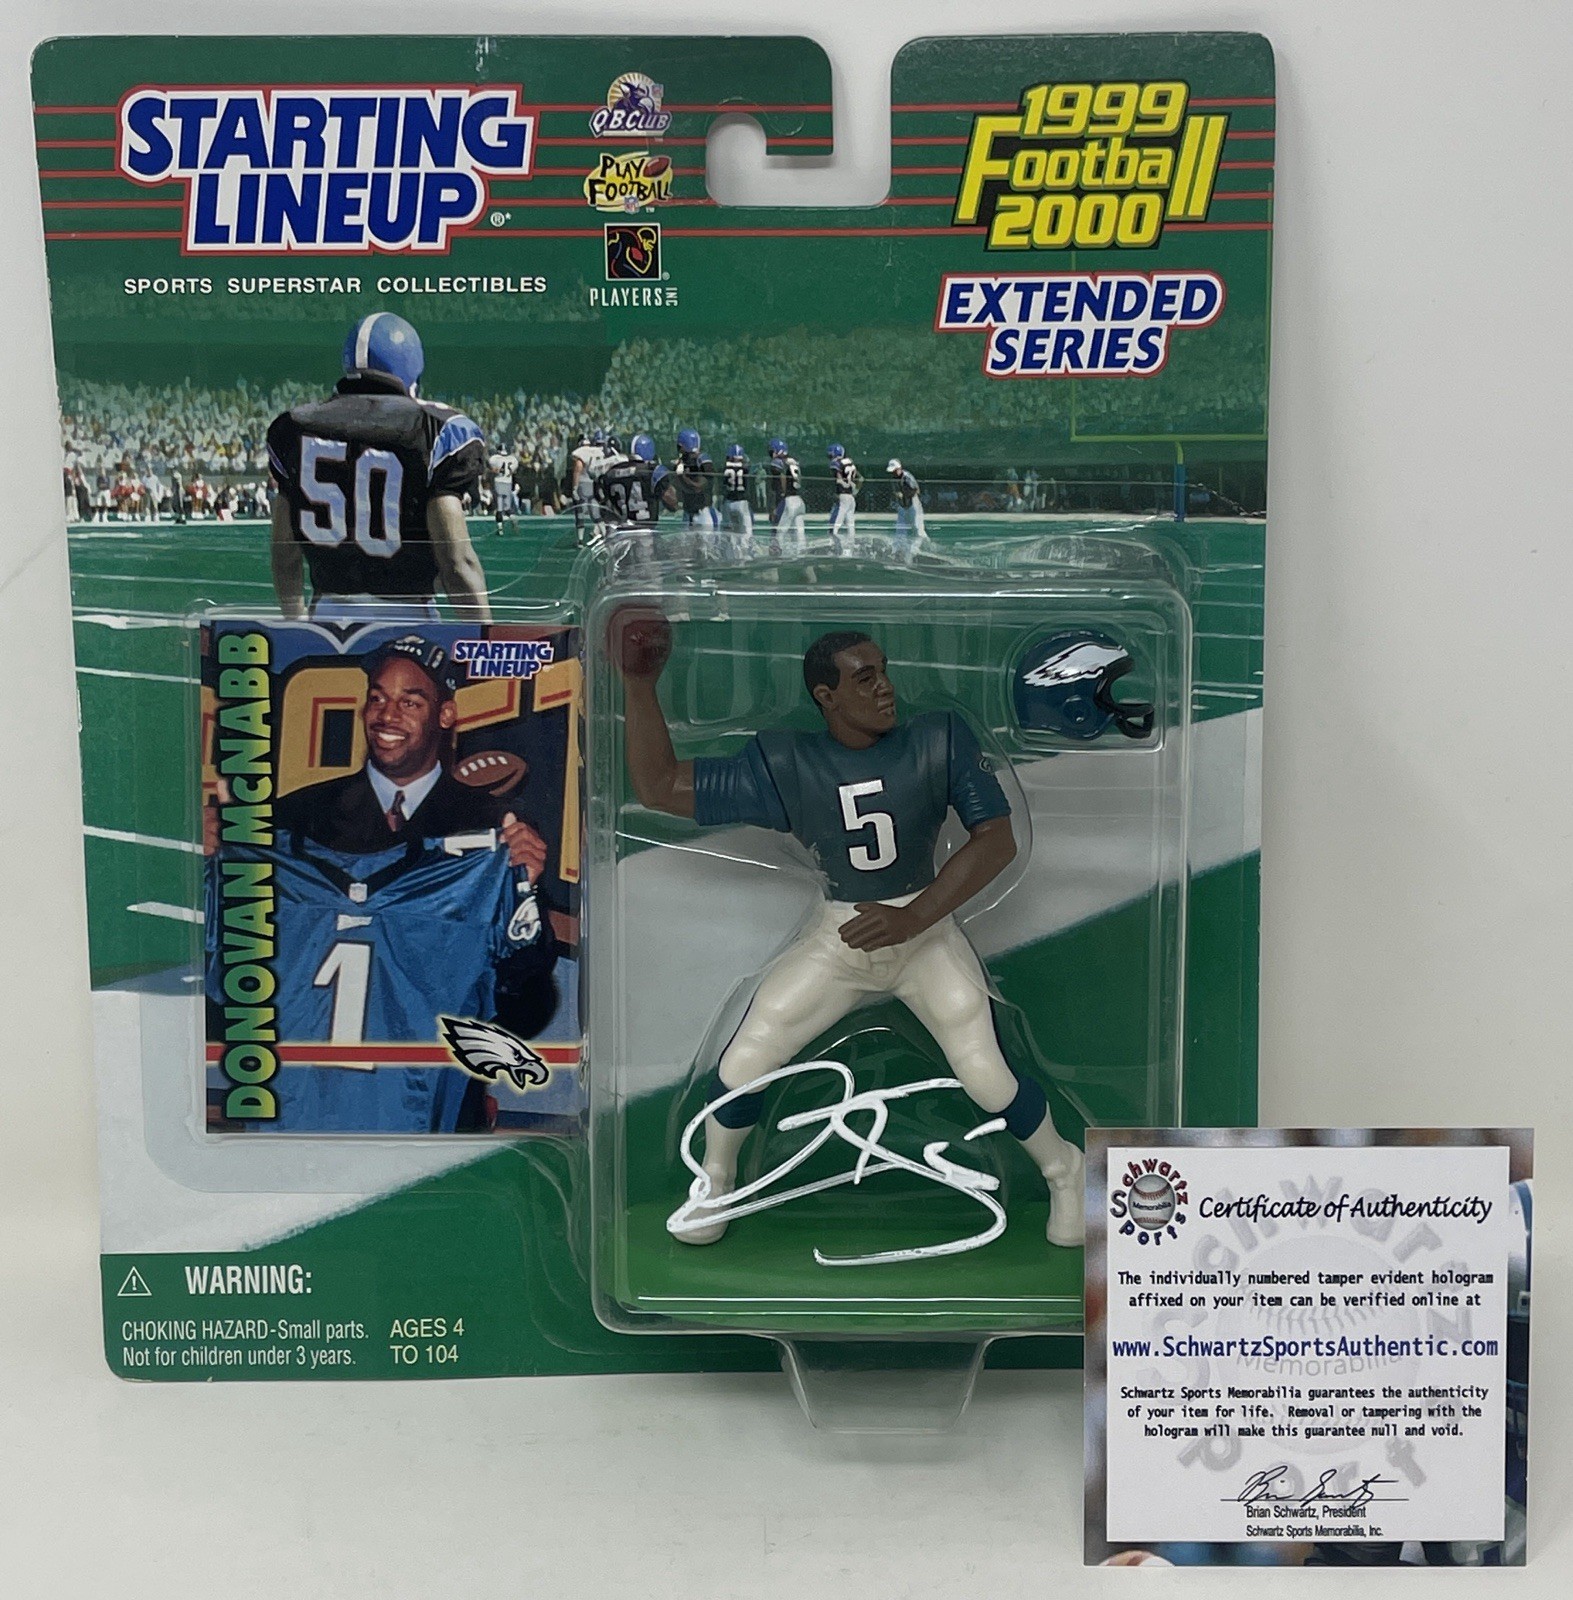 STARTING
LINEUP®*
SPORTS SUPERSTAR COLLECTIBLES
QB CLUB
PLAY
FOOTBALL
PLAYERS INC
1999
Football
2000
EXTENDED
SERIES
50
45
34
31
DONOVAN McNABB
STARTING
LINEUP
1
1
5
WARNING:
CHOKING HAZARD-Small parts.
Not for children under 3 years.
AGES 4
TO 104
Schwartz
Sports
Memorabilia
Certificate of Authenticity
The individually numbered tamper evident hologram
affixed on your item can be verified online at
www.SchwartzSportsAuthentic.com
Schwartz Sports Memorabilia guarantees the authenticity
of your item for life. Removal or tampering with the
hologram will make this guarantee null and void.
Brian Schwartz, President
Schwartz Sports Memorabilia, Inc.